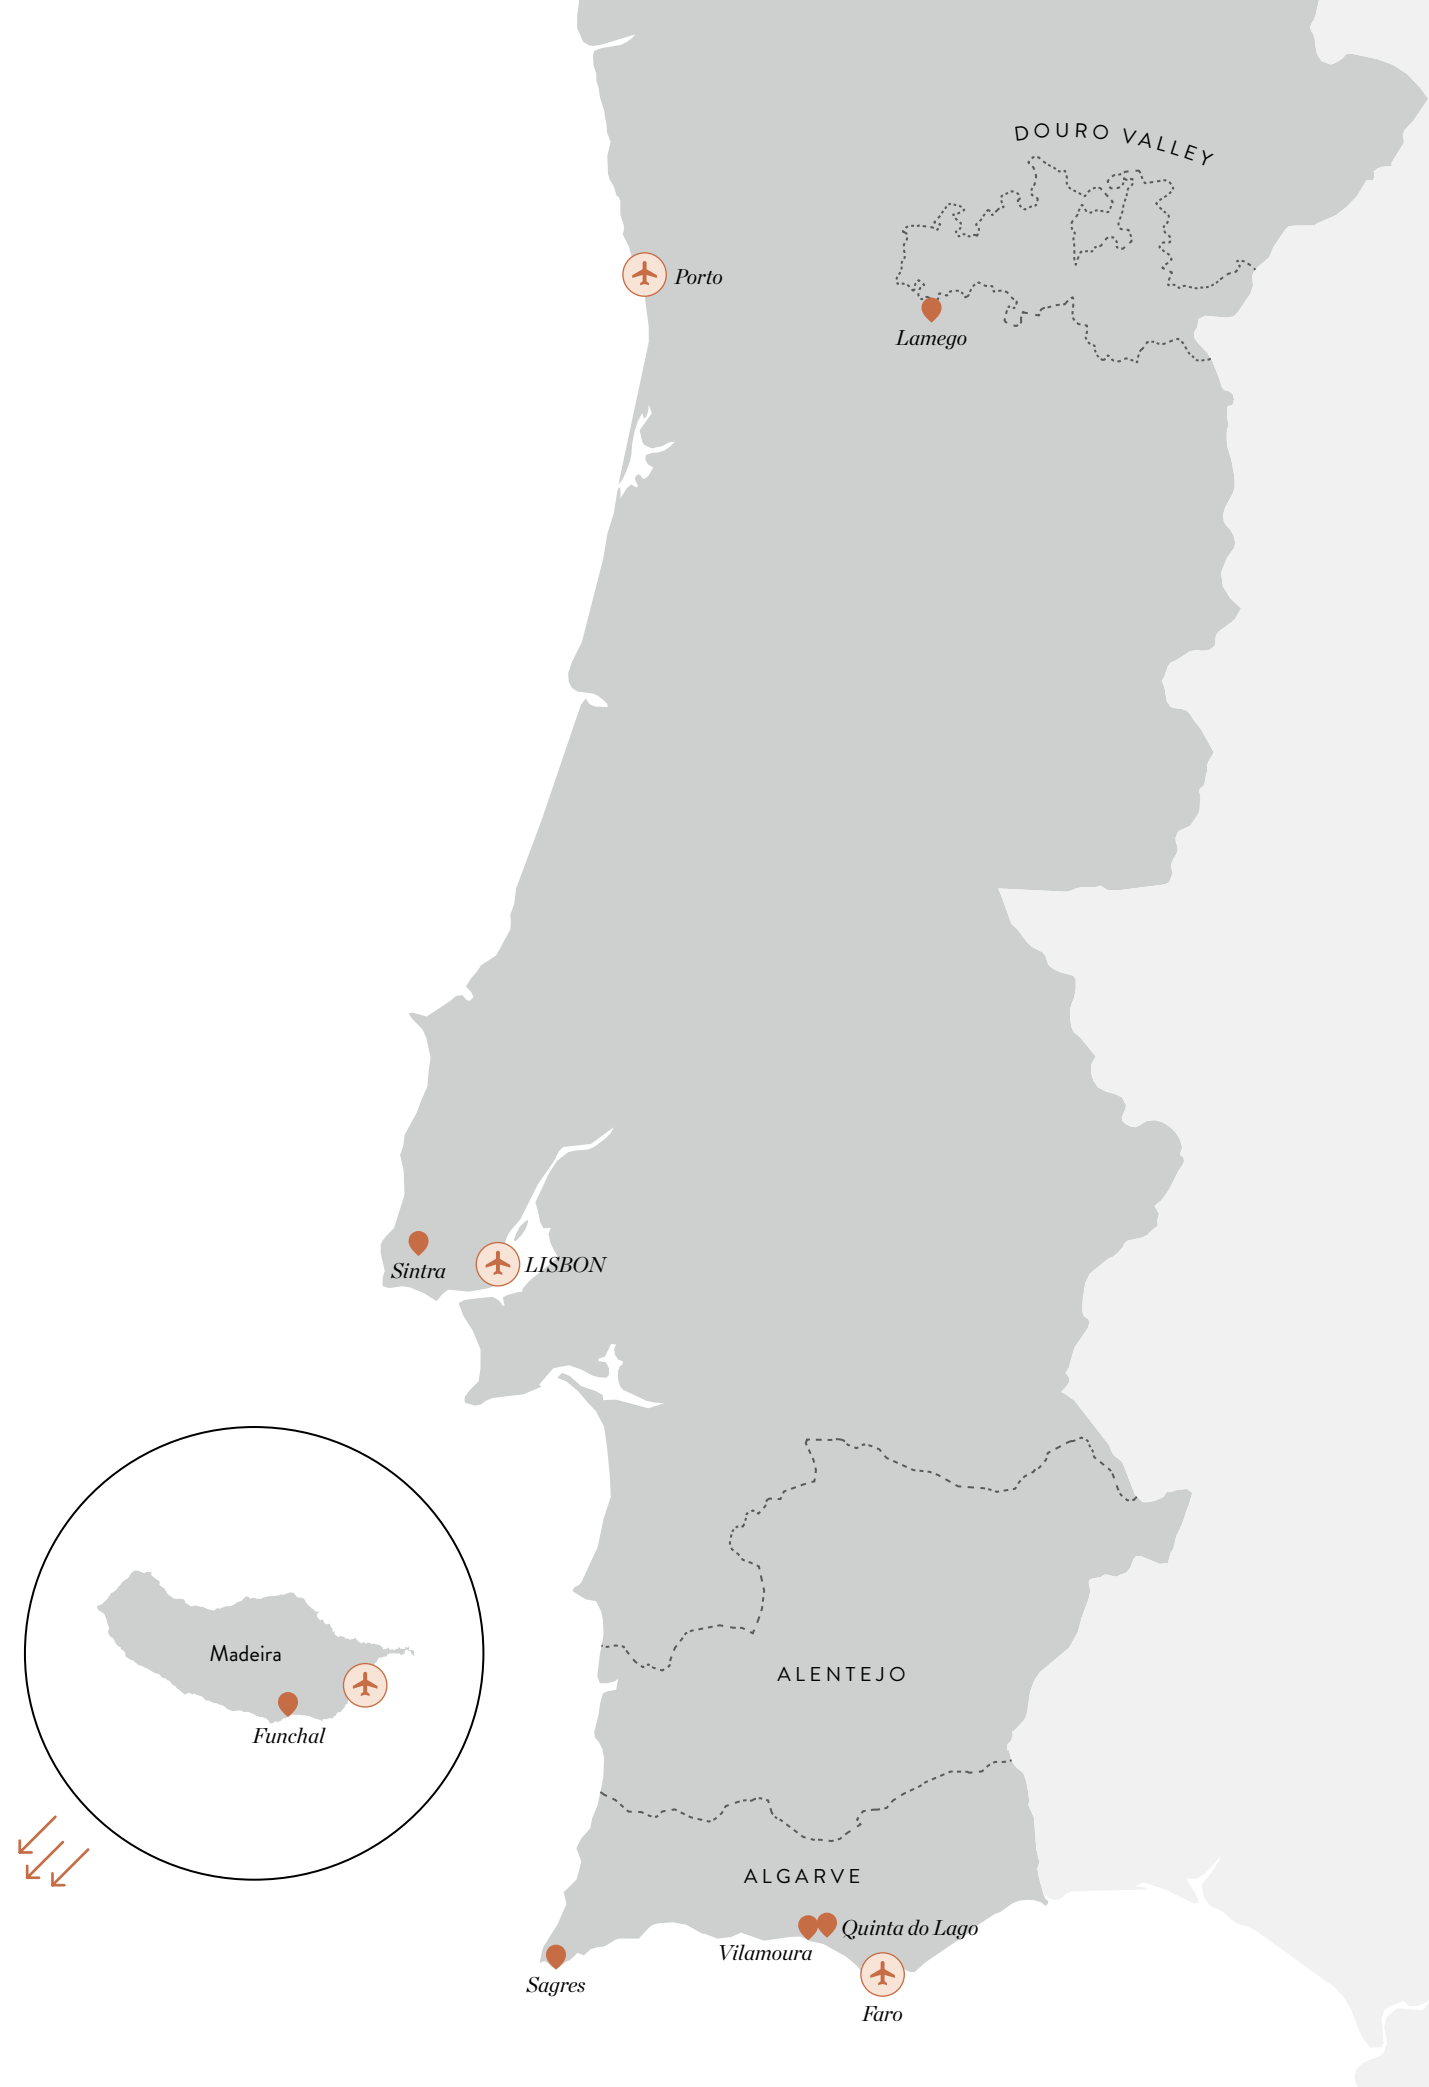 DOURO VALLEY
Porto
Lamego
Sintra
LISBON
Madeira
Funchal
ALENTEJO
ALGARVE
Quinta do Lago
Vilamoura
Sagres
Faro